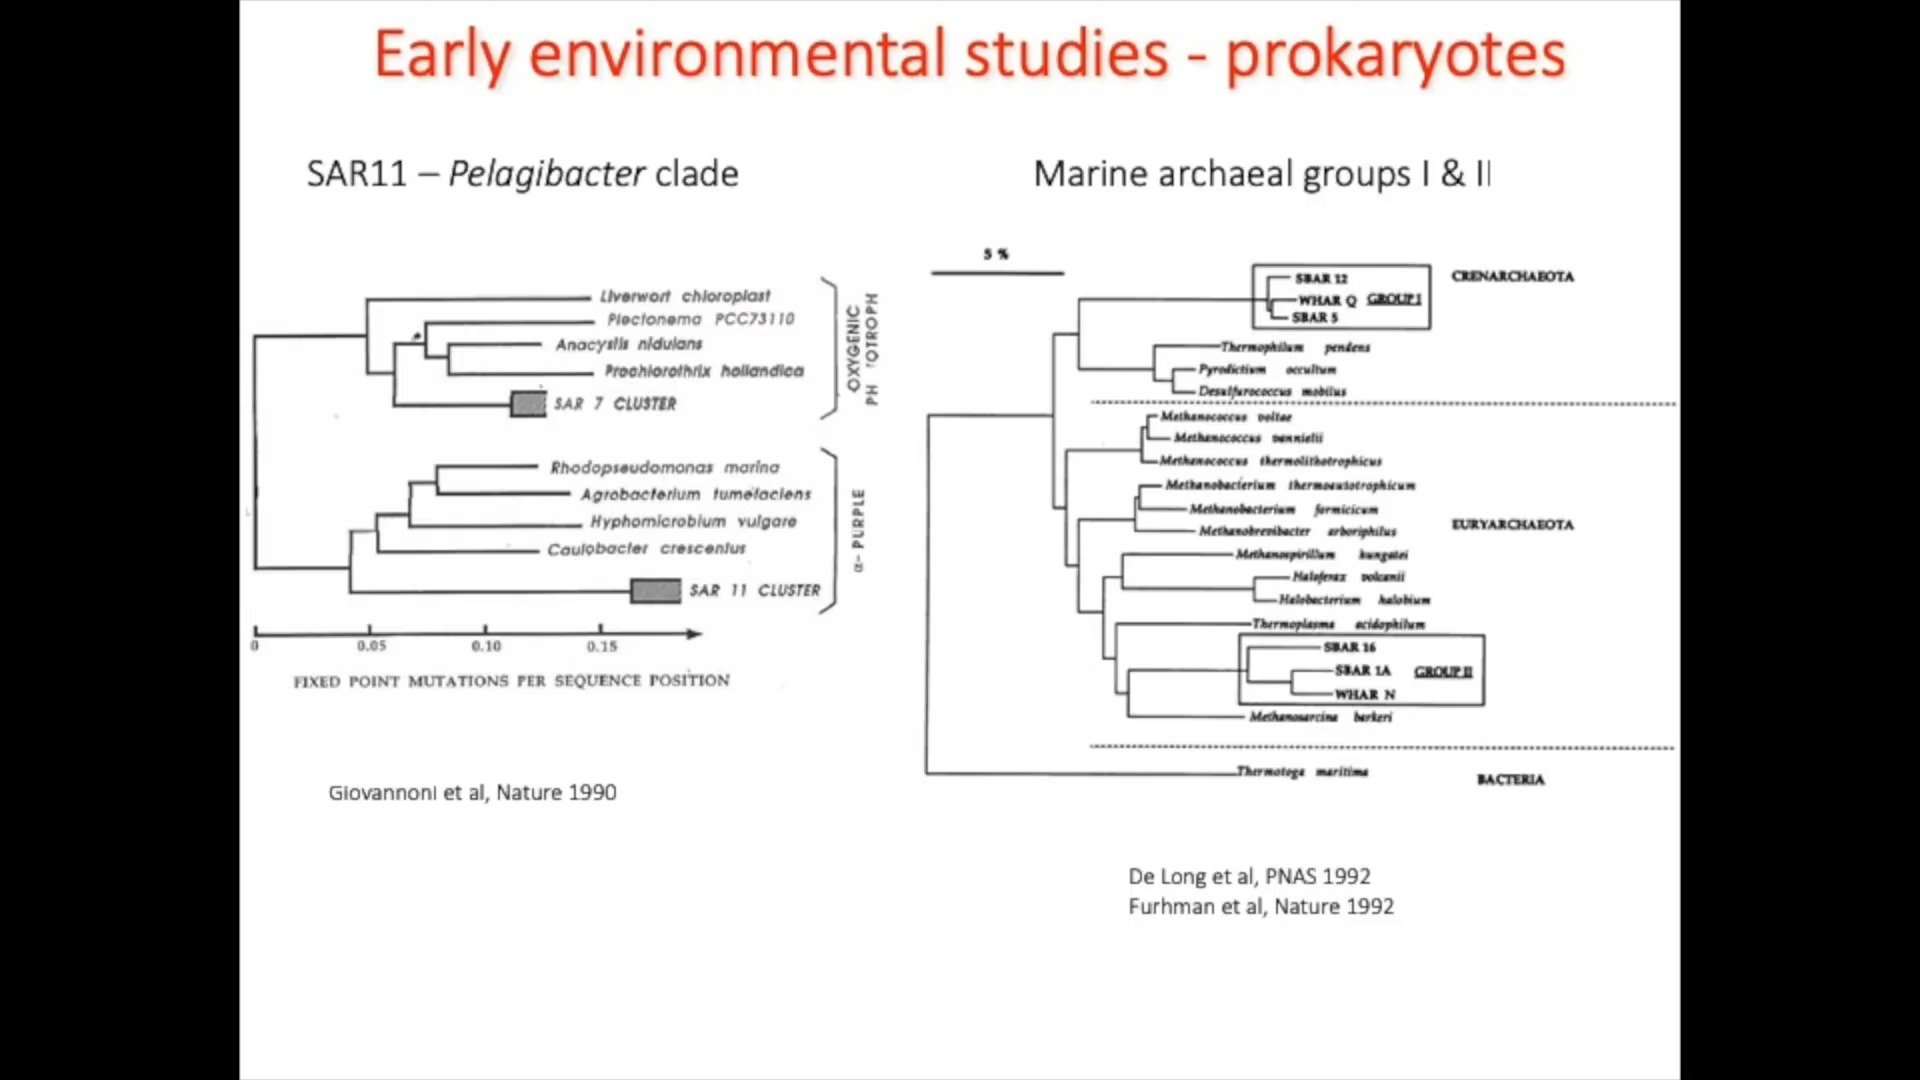 Early environmental studies - prokaryotes
SAR11 – Pelagibacter clade
Liverwort chloroplast
Plectonema PCC73110
Anacystis nidulans
Prochlorothrix hollandica
SAR 7 CLUSTER
OXYGENIC
Rhodopseudomonas marina
Agrobacterium tumefaciens
Hyphomicrobium vulgare
Caulobacter crescentus
SAR 11 CLUSTER
α- PURPLE
0 0.05 0.10 0.15
FIXED POINT MUTATIONS PER SEQUENCE POSITION
Giovannoni et al, Nature 1990
Marine archaeal groups I & II
5 %
SBAR 12
WHAR Q GROUP I
SBAR 5
CRENARCHAEOTA
Thermophilum pendens
Pyrodictium occultum
Desulfurococcus mobilus
Methanococcus voltae
Methanococcus vannielii
Methanococcus thermolithotrophicus
Methanobacterium thermoautotrophicum
Methanobacterium formicicum
Methanobrevibacter arboriphilus
EURYARCHAEOTA
Methanospirillum hungatei
Haloferax volcanii
Halobacterium halobium
Thermoplasma acidophilum
SBAR 16
SBAR 1A GROUP II
WHAR N
Methanosarcina barkeri
Thermotoga maritima
BACTERIA
De Long et al, PNAS 1992
Furhman et al, Nature 1992